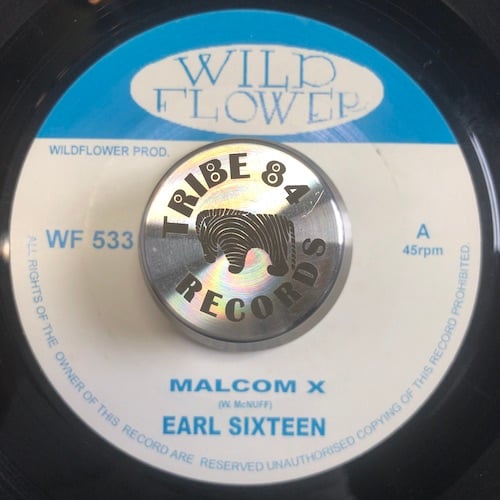 WILD
FLOWER
WILDFLOWER PROD.
TRIBE 84
RECORDS
WF 533
A
45rpm
MALCOM X
(W. McNUFF)
EARL SIXTEEN
ALL RIGHTS OF THE OWNER OF THIS RECORD ARE RESERVED UNAUTHORISED COPYING OF THIS RECORD PROHIBITED.